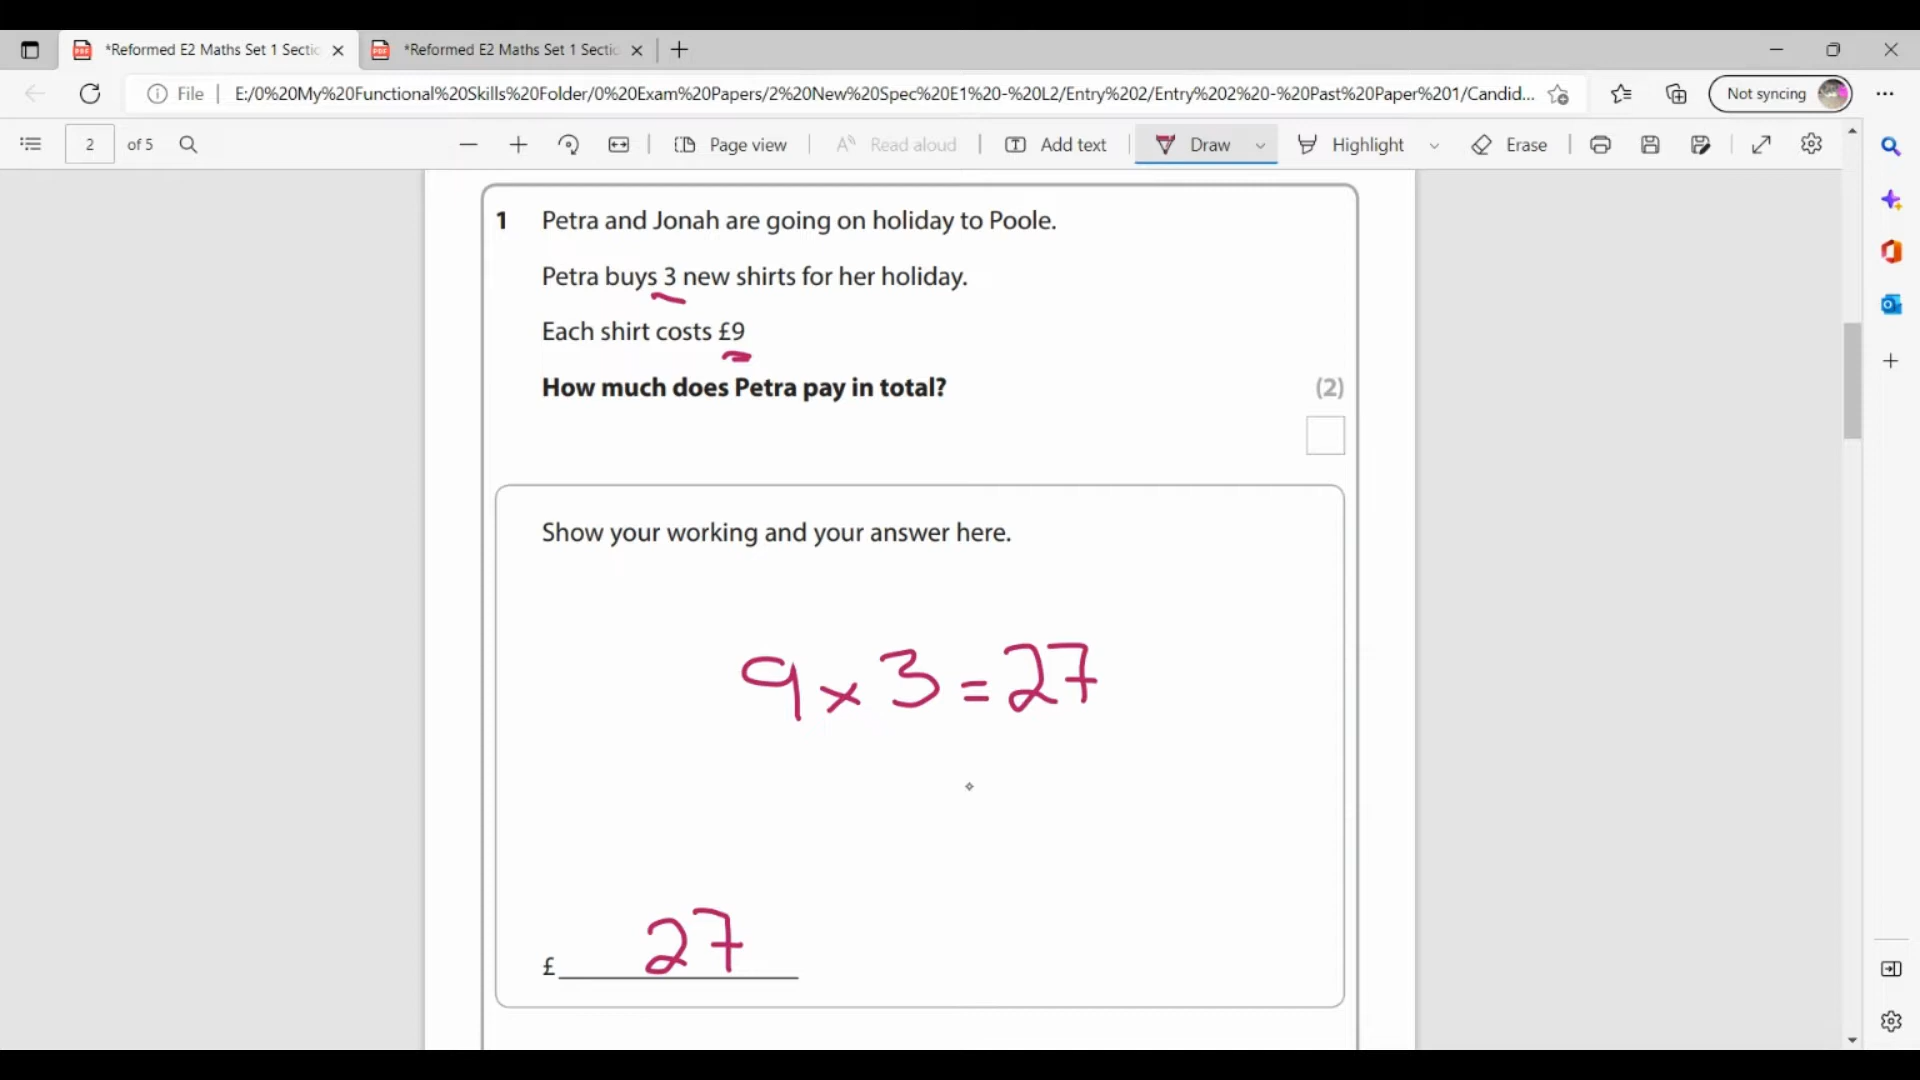 *Reformed E2 Maths Set 1 Sectic
*Reformed E2 Maths Set 1 Sectic
File
E:/0%20My%20Functional%20Skills%20Folder/0%20Exam%20Papers/2%20New%20Spec%20E1%20-%20L2/Entry%202/Entry%202%20-%20Past%20Paper%201/Candid...
Not syncing
2 of 5
Page view
Read aloud
Add text
Draw
Highlight
Erase
1 Petra and Jonah are going on holiday to Poole.
Petra buys 3 new shirts for her holiday.
Each shirt costs £9
How much does Petra pay in total? (2)
Show your working and your answer here.
9 x 3 = 27
£ 27